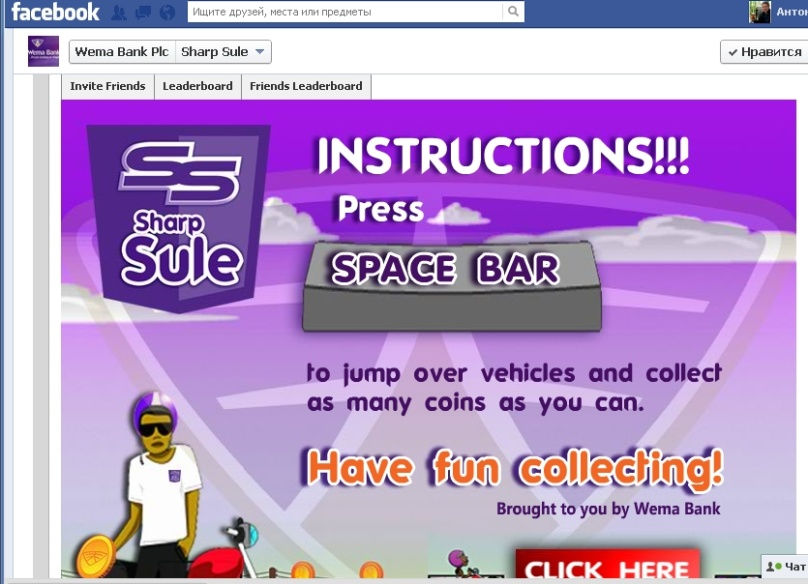 facebook
Ищите друзей, места или предметы
Антон
Wema Bank
Wema Bank Plc
Sharp Sule
Нравится
Invite Friends
Leaderboard
Friends Leaderboard
SS
Sharp
Sule
INSTRUCTIONS!!!
Press
SPACE BAR
to jump over vehicles and collect
as many coins as you can.
Have fun collecting!
Brought to you by Wema Bank
CLICK HERE
Чат